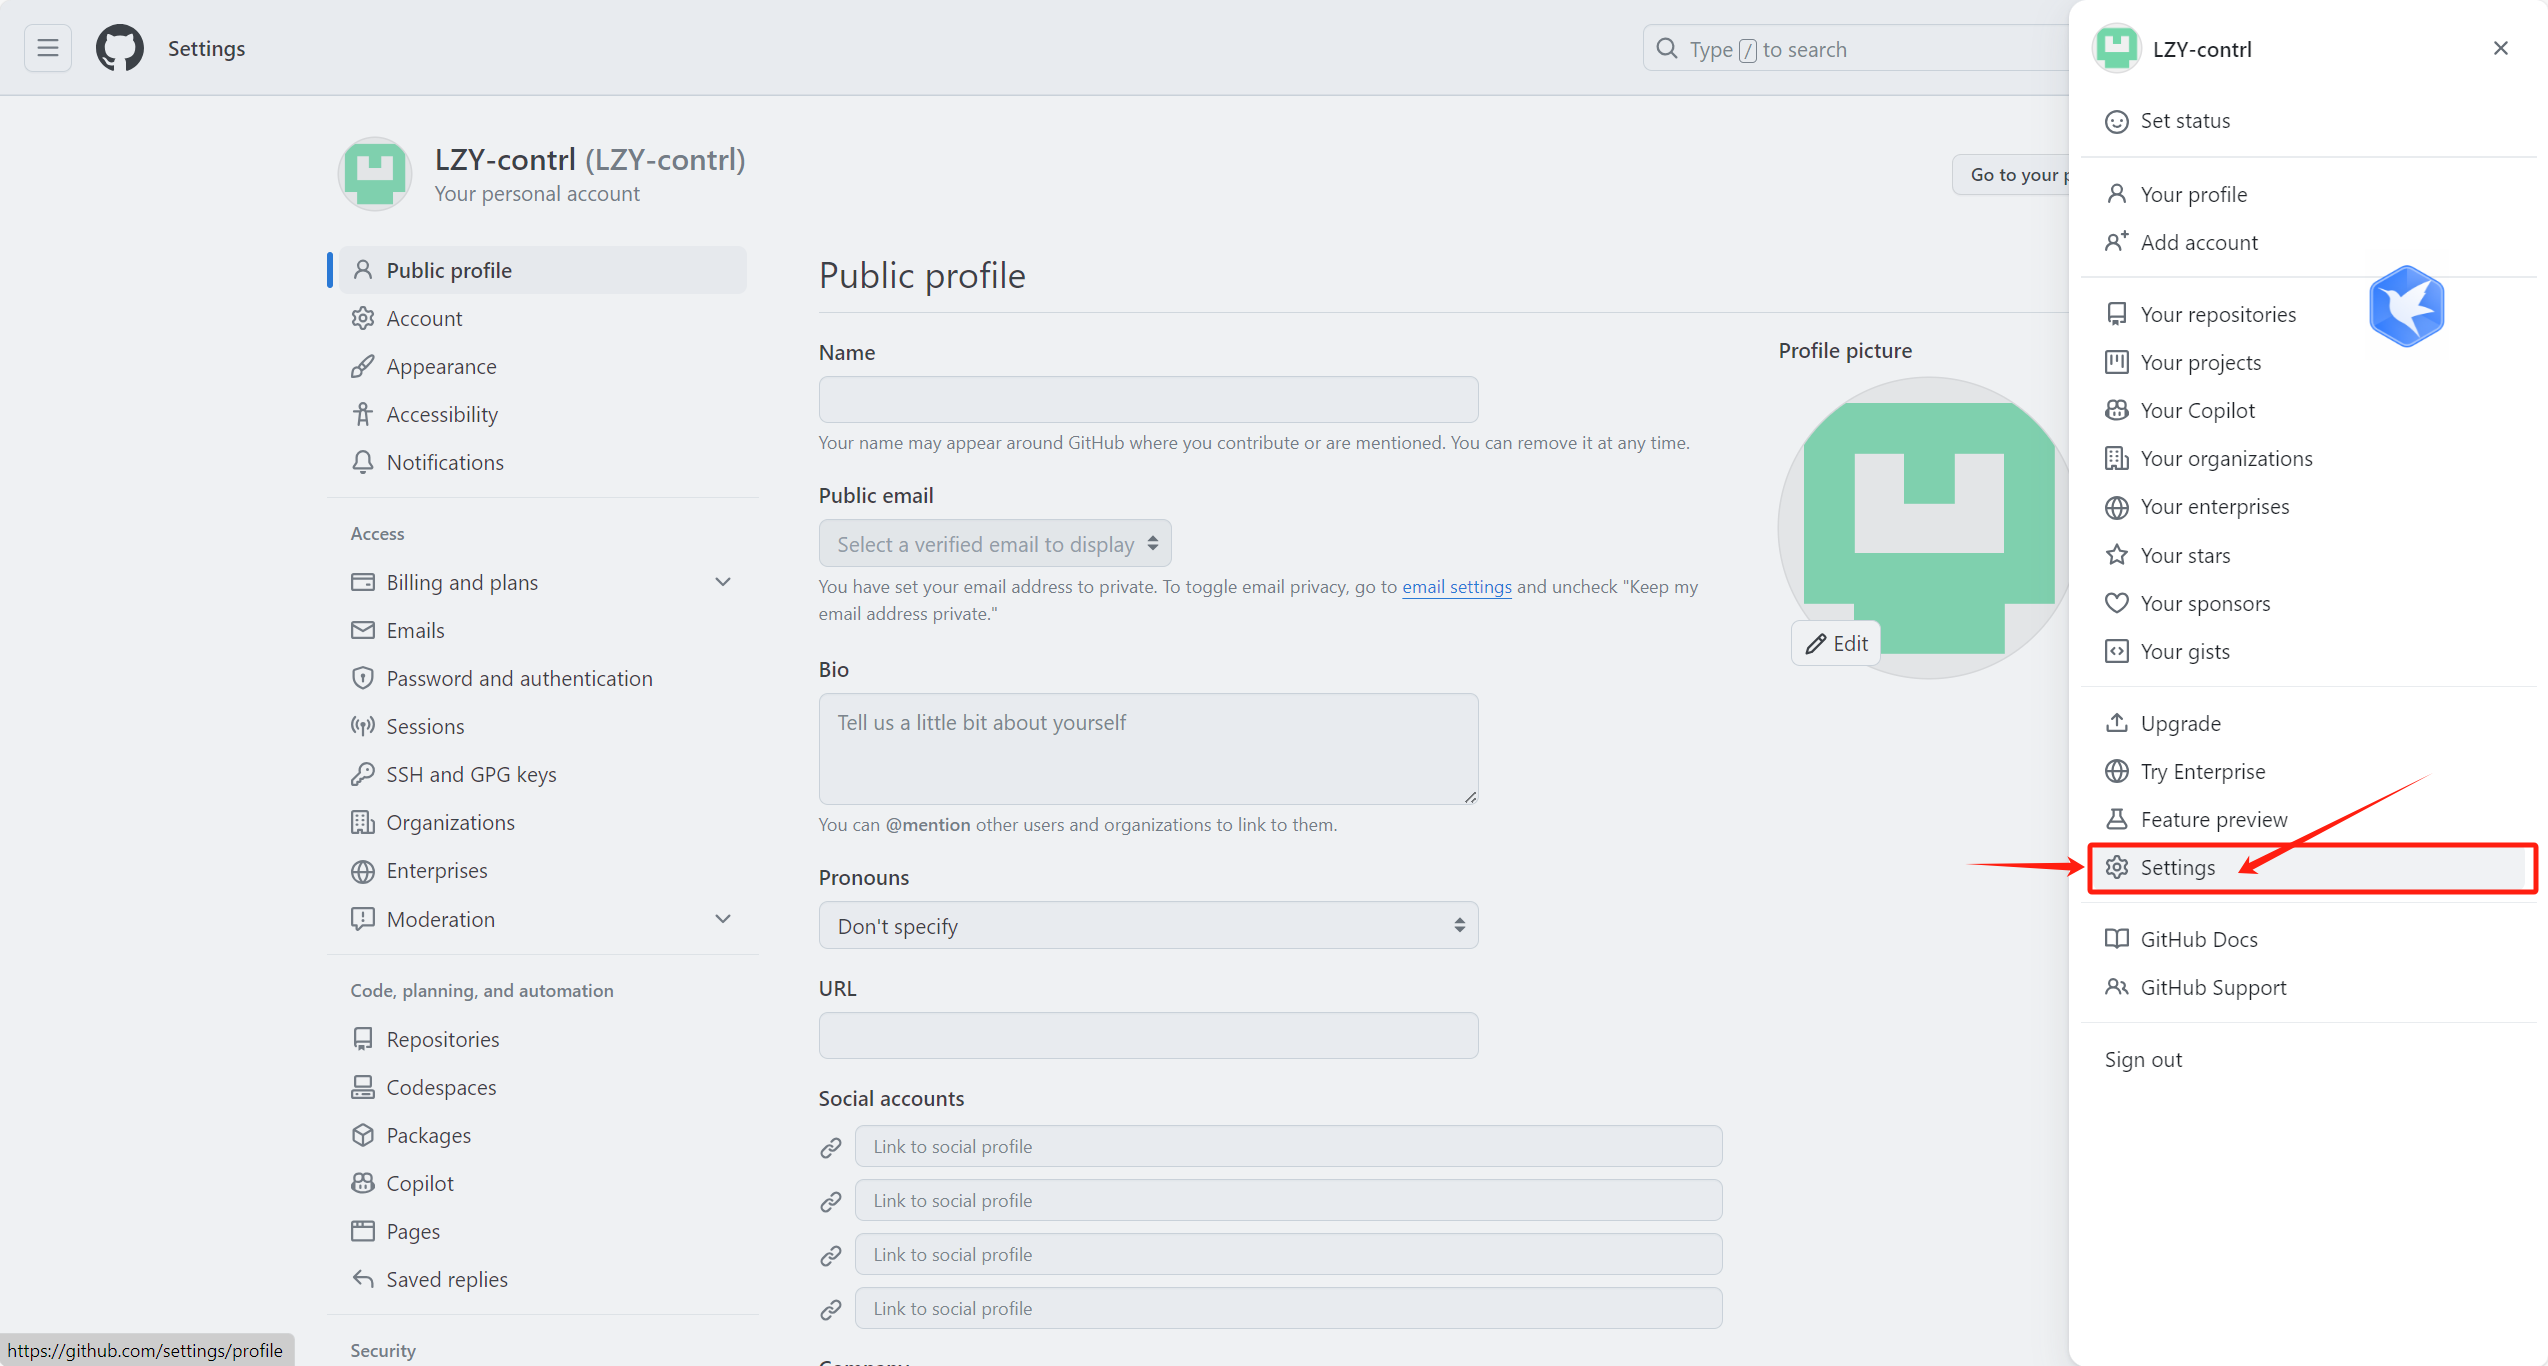 Settings
Type / to search
LZY-contrl (LZY-contrl)
Your personal account
Go to your p
Public profile
Account
Appearance
Accessibility
Notifications
Access
Billing and plans
Emails
Password and authentication
Sessions
SSH and GPG keys
Organizations
Enterprises
Moderation
Code, planning, and automation
Repositories
Codespaces
Packages
Copilot
Pages
Saved replies
Security
https://github.com/settings/profile
Public profile
Name
Your name may appear around GitHub where you contribute or are mentioned. You can remove it at any time.
Public email
Select a verified email to display
You have set your email address to private. To toggle email privacy, go to email settings and uncheck "Keep my
email address private."
Bio
Tell us a little bit about yourself
You can @mention other users and organizations to link to them.
Pronouns
Don't specify
URL
Social accounts
Link to social profile
Link to social profile
Link to social profile
Link to social profile
Company
Profile picture
Edit
LZY-contrl
Set status
Your profile
Add account
Your repositories
Your projects
Your Copilot
Your organizations
Your enterprises
Your stars
Your sponsors
Your gists
Upgrade
Try Enterprise
Feature preview
Settings
GitHub Docs
GitHub Support
Sign out